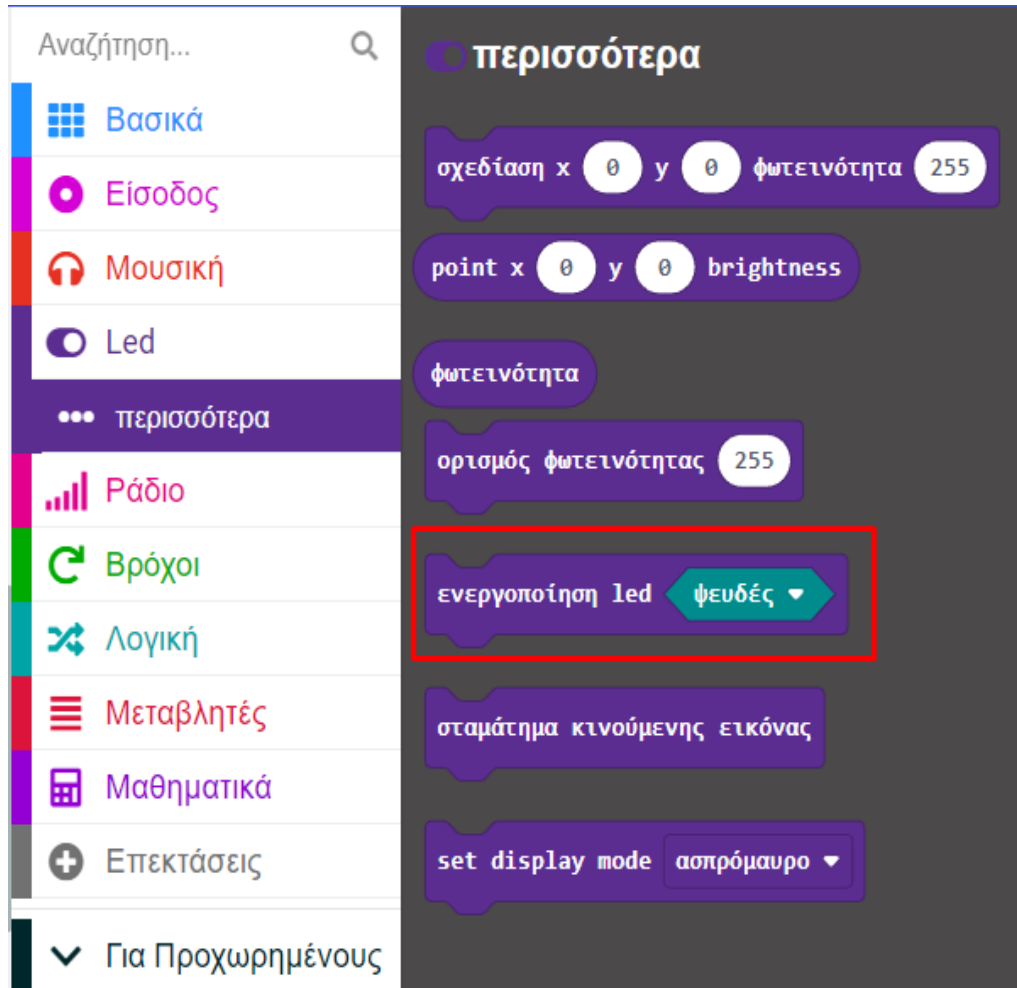 Αναζήτηση...
Βασικά
Είσοδος
Μουσική
Led
περισσότερα
Ράδιο
Βρόχοι
Λογική
Μεταβλητές
Μαθηματικά
Επεκτάσεις
Για Προχωρημένους
περισσότερα
σχεδίαση x 0 y 0 φωτεινότητα 255
point x 0 y 0 brightness
φωτεινότητα
ορισμός φωτεινότητας 255
ενεργοποίηση led ψευδές
σταμάτημα κινούμενης εικόνας
set display mode ασπρόμαυρο